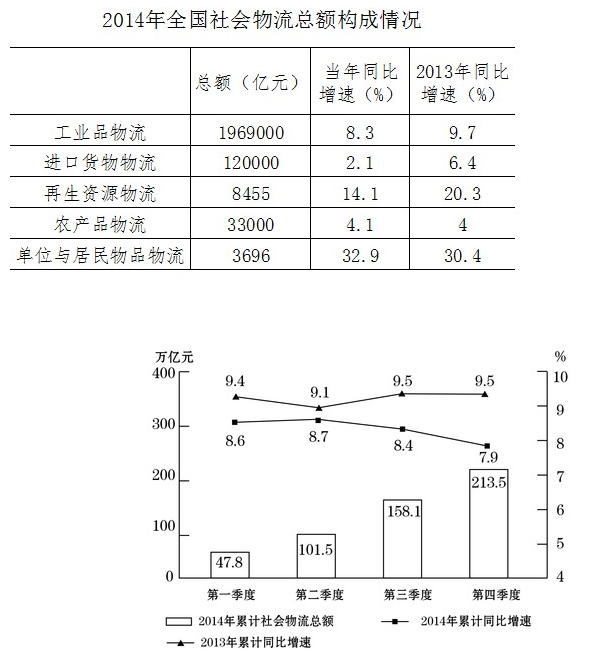 2014年全国社会物流总额构成情况
总额（亿元） 当年同比增速（%） 2013年同比增速（%）
工业品物流 1969000 8.3 9.7
进口货物物流 120000 2.1 6.4
再生资源物流 8455 14.1 20.3
农产品物流 33000 4.1 4
单位与居民物品物流 3696 32.9 30.4
万亿元 %
400 10
9.4 9.1 9.5 9.5
300 9
8.6 8.7 8.4 7.9
8
200 7
213.5
158.1
100 6
101.5
5
47.8
0 4
第一季度 第二季度 第三季度 第四季度
2014年累计社会物流总额 2014年累计同比增速
2013年累计同比增速